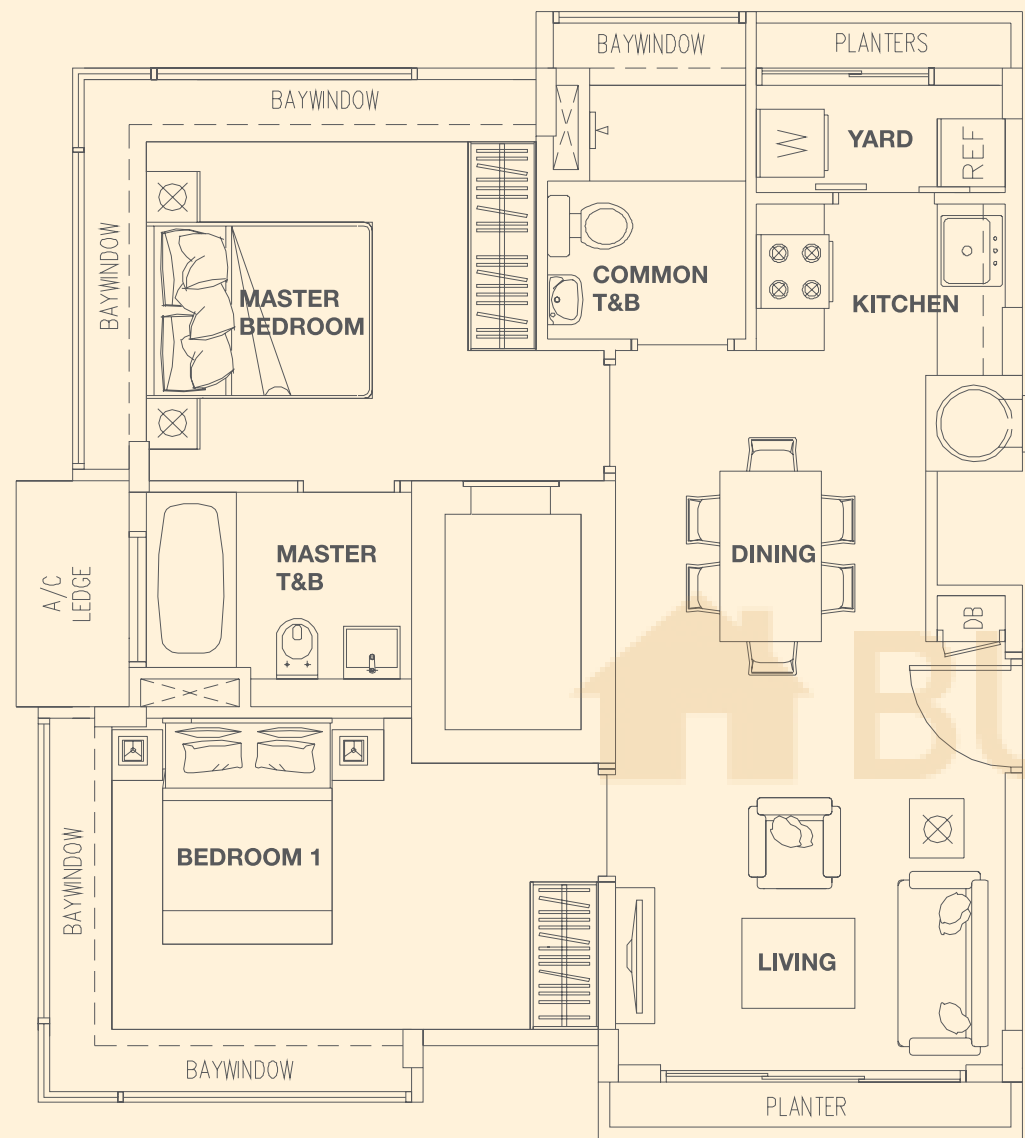 BAYWINDOW
PLANTERS
BAYWINDOW
W
YARD
REF
BAYWINDOW
MASTER
BEDROOM
COMMON
T&B
KITCHEN
A/C
LEDGE
MASTER
T&B
DINING
DB
BU
BAYWINDOW
BEDROOM 1
LIVING
BAYWINDOW
PLANTER